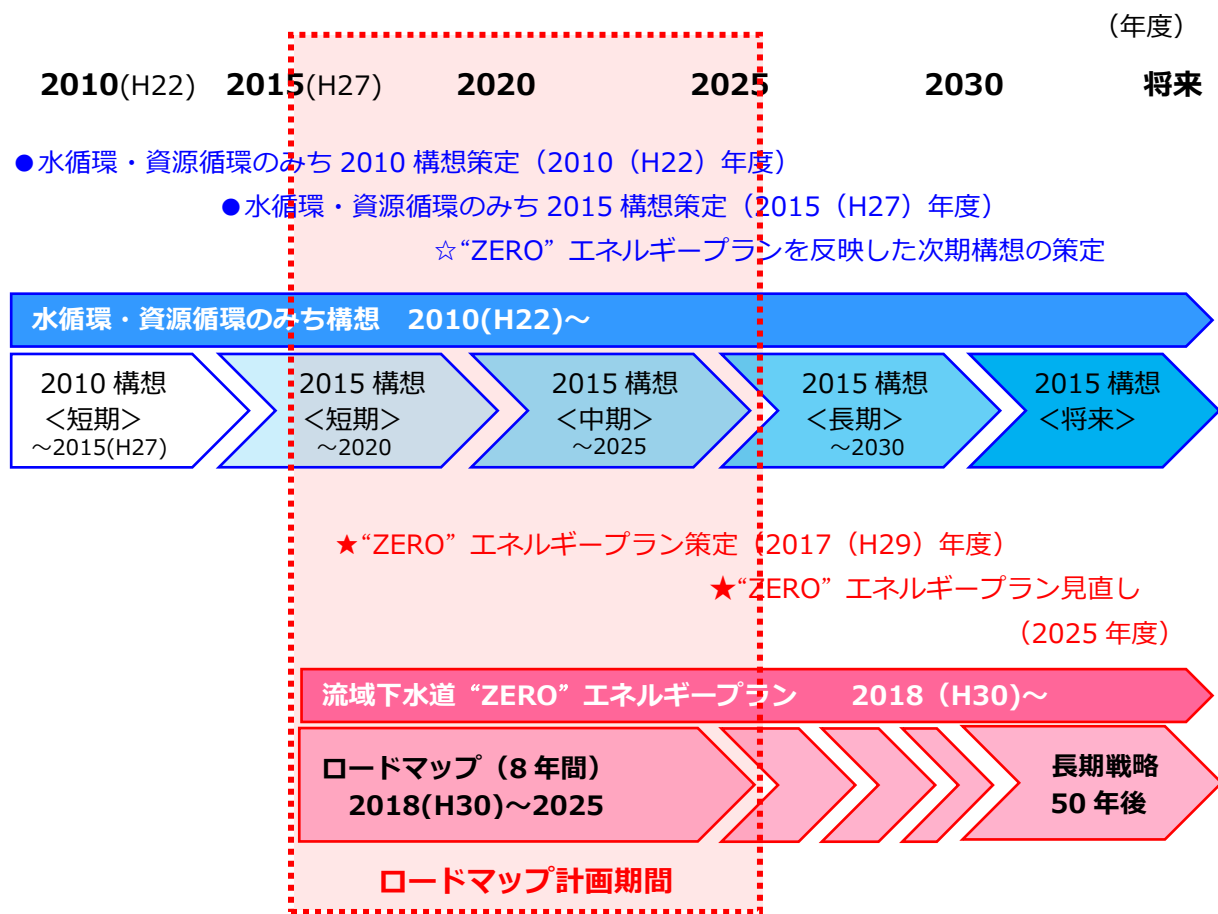 （年度）
2010(H22) 2015(H27) 2020 2025 2030 将来
●水循環・資源循環のみち 2010 構想策定（2010（H22）年度）
●水循環・資源循環のみち 2015 構想策定（2015（H27）年度）
☆“ZERO” エネルギープランを反映した次期構想の策定
水循環・資源循環のみち構想 2010(H22)～
2010 構想
＜短期＞
～2015(H27)
2015 構想
＜短期＞
～2020
2015 構想
＜中期＞
～2025
2015 構想
＜長期＞
～2030
2015 構想
＜将来＞
★“ZERO” エネルギープラン策定（2017（H29）年度）
★“ZERO” エネルギープラン見直し
（2025 年度）
流域下水道 “ZERO” エネルギープラン 2018（H30)～
ロードマップ（8 年間）
2018(H30)～2025
長期戦略
50 年後
ロードマップ計画期間